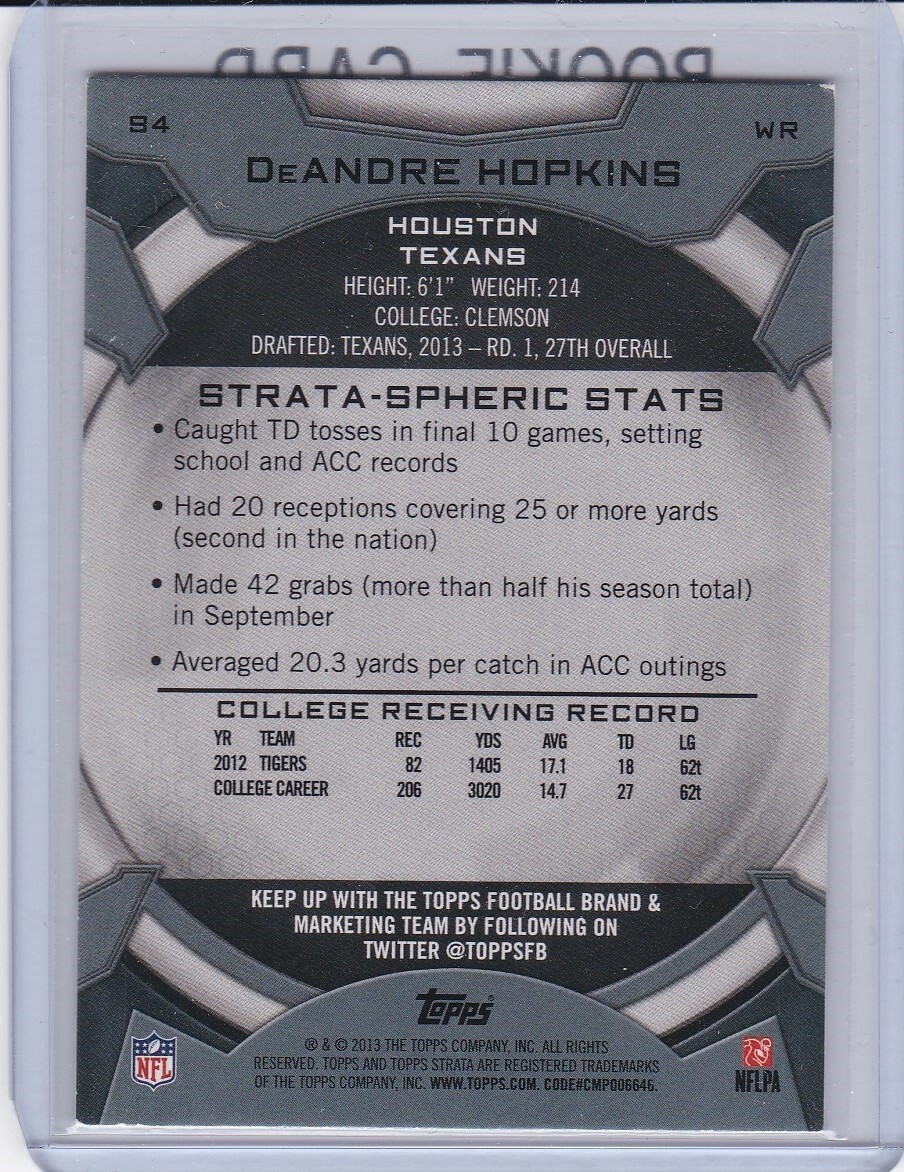 ROOKIE CARD
94
WR
DeANDRE HOPKINS
HOUSTON
TEXANS
HEIGHT: 6'1" WEIGHT: 214
COLLEGE: CLEMSON
DRAFTED: TEXANS, 2013 – RD. 1, 27TH OVERALL
STRATA-SPHERIC STATS
• Caught TD tosses in final 10 games, setting
school and ACC records
• Had 20 receptions covering 25 or more yards
(second in the nation)
• Made 42 grabs (more than half his season total)
in September
• Averaged 20.3 yards per catch in ACC outings
COLLEGE RECEIVING RECORD
YR TEAM REC YDS AVG TD LG
2012 TIGERS 82 1405 17.1 18 62t
COLLEGE CAREER 206 3020 14.7 27 62t
KEEP UP WITH THE TOPPS FOOTBALL BRAND &
MARKETING TEAM BY FOLLOWING ON
TWITTER @TOPPSFB
Topps®
® & © 2013 THE TOPPS COMPANY, INC. ALL RIGHTS
RESERVED. TOPPS AND TOPPS STRATA ARE REGISTERED TRADEMARKS
OF THE TOPPS COMPANY, INC. WWW.TOPPS.COM. CODE#CMP006646.
NFL
NFLPA